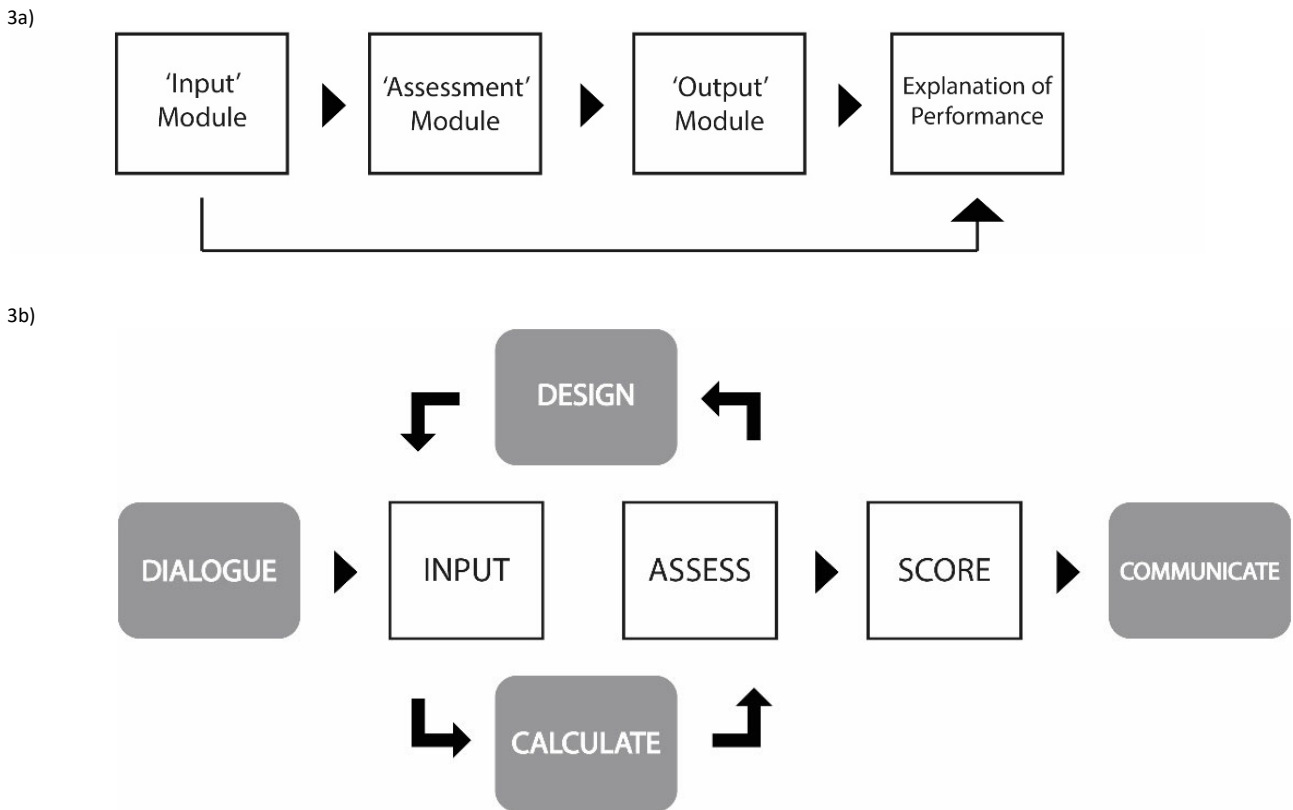 3a)
‘Input’
Module
‘Assessment’
Module
‘Output’
Module
Explanation of
Performance
3b)
DESIGN
DIALOGUE
INPUT
ASSESS
SCORE
COMMUNICATE
CALCULATE